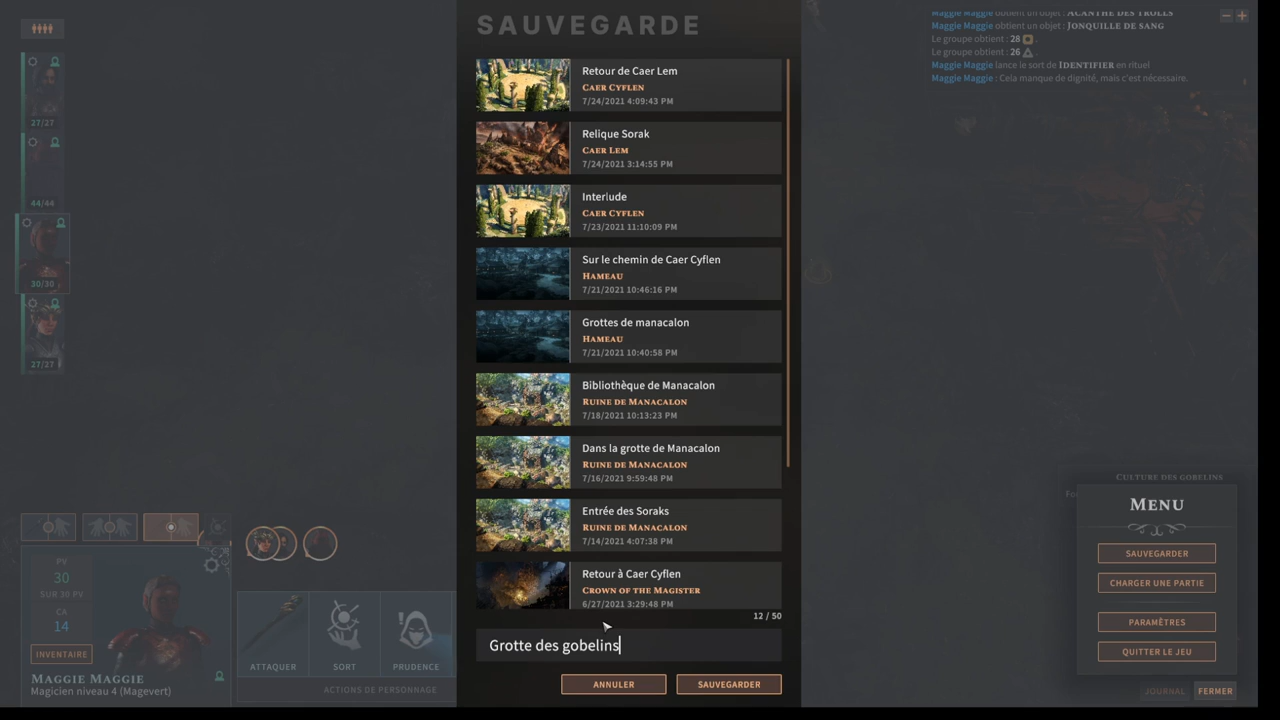 SAUVEGARDE
Retour de Caer Lem
Caer Cyflen
7/24/2021 4:09:43 PM
Relique Sorak
Caer Lem
7/24/2021 3:14:55 PM
Interlude
Caer Cyflen
7/23/2021 11:10:09 PM
Sur le chemin de Caer Cyflen
Hameau
7/21/2021 10:46:16 PM
Grottes de manacalon
Hameau
7/21/2021 10:40:58 PM
Bibliothèque de Manacalon
Ruine de Manacalon
7/18/2021 10:13:23 PM
Dans la grotte de Manacalon
Ruine de Manacalon
7/16/2021 9:59:48 PM
Entrée des Soraks
Ruine de Manacalon
7/14/2021 4:07:38 PM
Retour à Caer Cyflen
Crown of the Magister
6/27/2021 3:29:48 PM
12 / 50
Grotte des gobelins
ANNULER
SAUVEGARDER
Maggie Maggie obtient un objet : Acanthe des trolls
Maggie Maggie obtient un objet : Jonquille de sang
Le groupe obtient : 28
Le groupe obtient : 26
Maggie Maggie lance le sort de Identifier en rituel
Maggie Maggie : Cela manque de dignité, mais c'est nécessaire.
27/27
44/44
30/30
27/27
PV
30
SUR 30 PV
CA
14
INVENTAIRE
Maggie Maggie
Magicien niveau 4 (Magevert)
ATTAQUER
SORT
PRUDENCE
ACTIONS DE PERSONNAGE
Culture des gobelins
Menu
SAUVEGARDER
CHARGER UNE PARTIE
PARAMÈTRES
QUITTER LE JEU
JOURNAL
FERMER